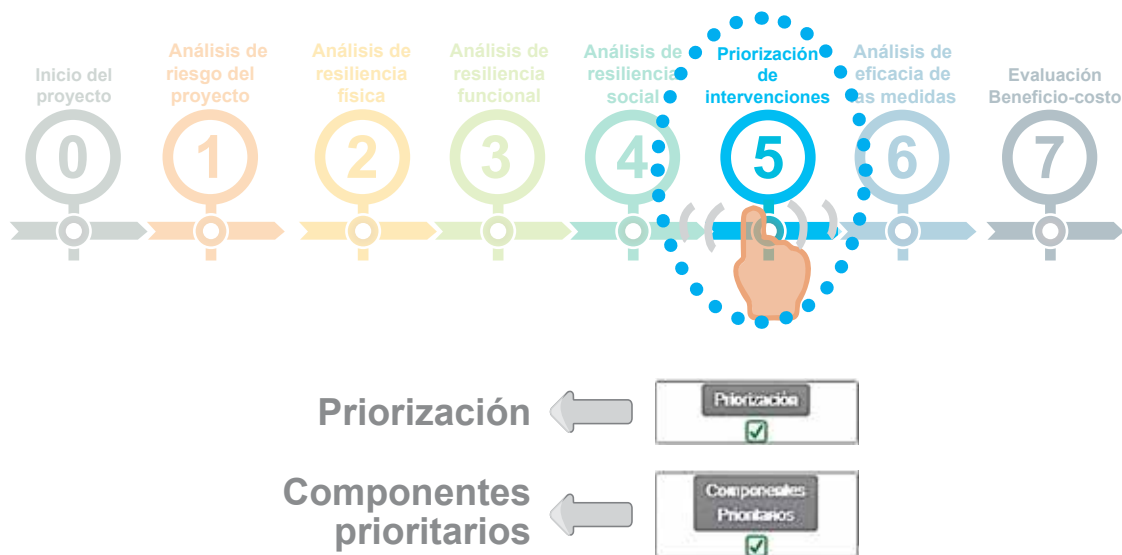 Inicio del
proyecto
0
Análisis de
riesgo del
proyecto
1
Análisis de
resiliencia
física
2
Análisis de
resiliencia
funcional
3
Análisis de
resiliencia
social
4
Priorización
de
intervenciones
5
Análisis de
eficacia de
as medidas
6
Evaluación
Beneficio-costo
7
Priorización
Priorización
Componentes
prioritarios
Componentes
Prioritarios